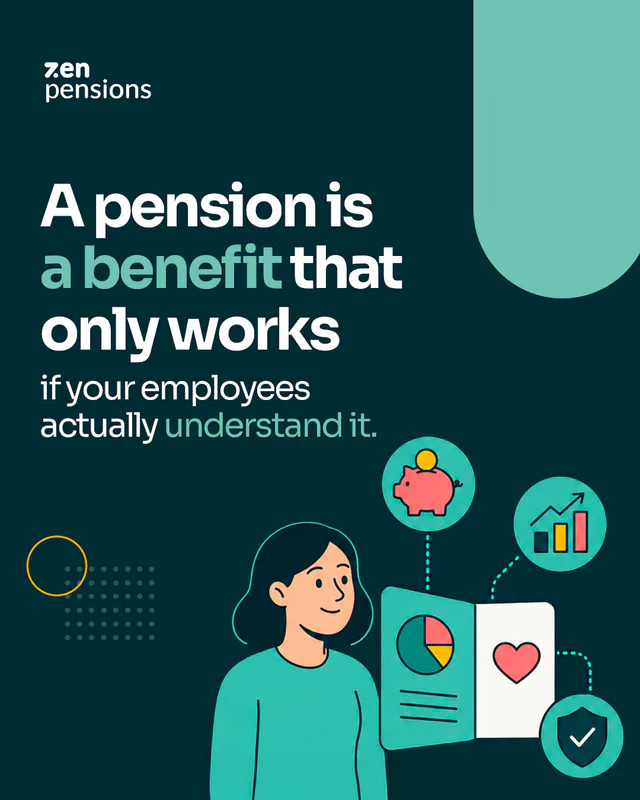 zen
pensions
A pension is
a benefit that
only works
if your employees
actually understand it.